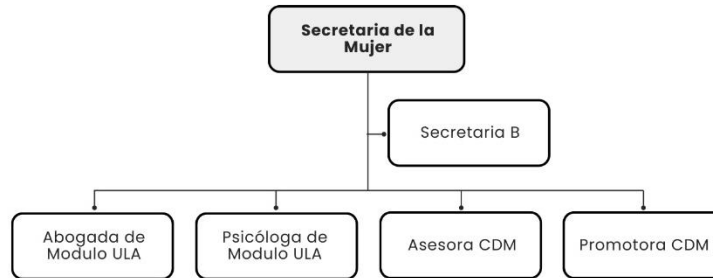 Secretaria de la
Mujer
Secretaria B
Abogada de
Modulo ULA
Psicóloga de
Modulo ULA
Asesora CDM
Promotora CDM